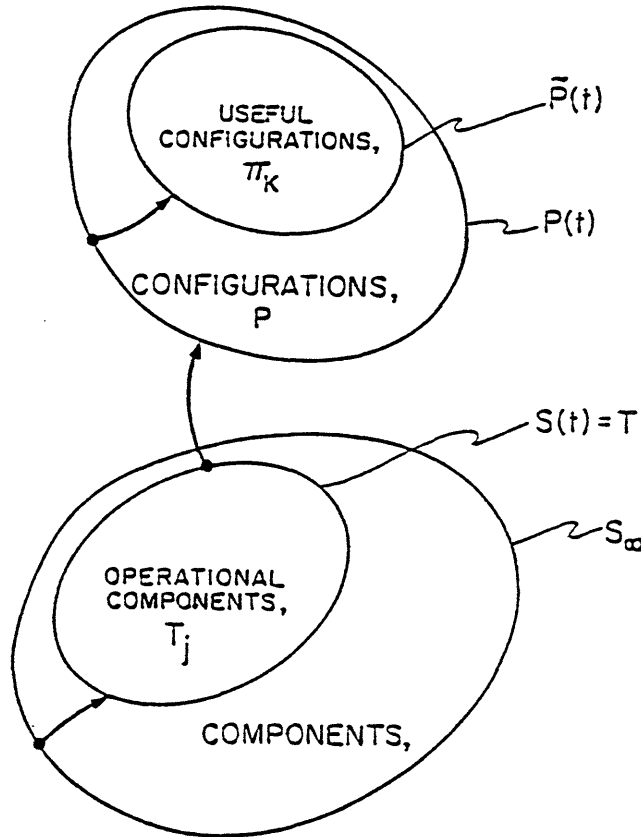 USEFUL
CONFIGURATIONS,
π_K
P̃(t)
P(t)
CONFIGURATIONS,
P
S(t) = T
S_∞
OPERATIONAL
COMPONENTS,
T_j
COMPONENTS,